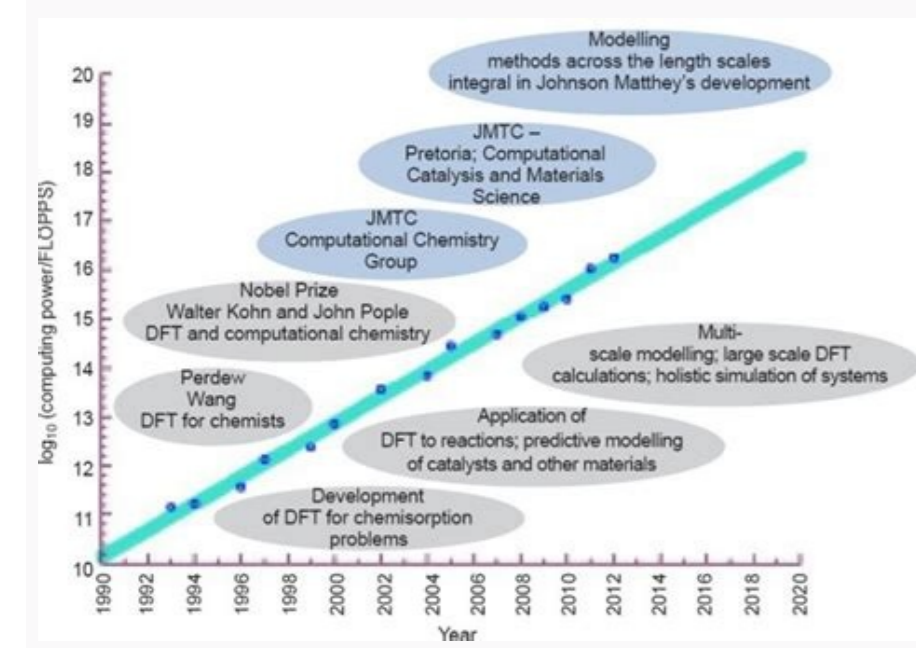 Modelling
methods across the length scales
integral in Johnson Matthey's development
JMTC –
Pretoria; Computational
Catalysis and Materials
Science
JMTC
Computational Chemistry
Group
Nobel Prize
Walter Kohn and John Pople
DFT and computational chemistry
Multi-
scale modelling; large scale DFT
calculations; holistic simulation of systems
Perdew
Wang
DFT for chemists
Application of
DFT to reactions; predictive modelling
of catalysts and other materials
Development
of DFT for chemisorption
problems
log₁₀ (computing power/FLOPPS)
20
19
18
17
16
15
14
13
12
11
10
1990
1992
1994
1996
1998
2000
2002
2004
2006
2008
2010
2012
2014
2016
2018
2020
Year